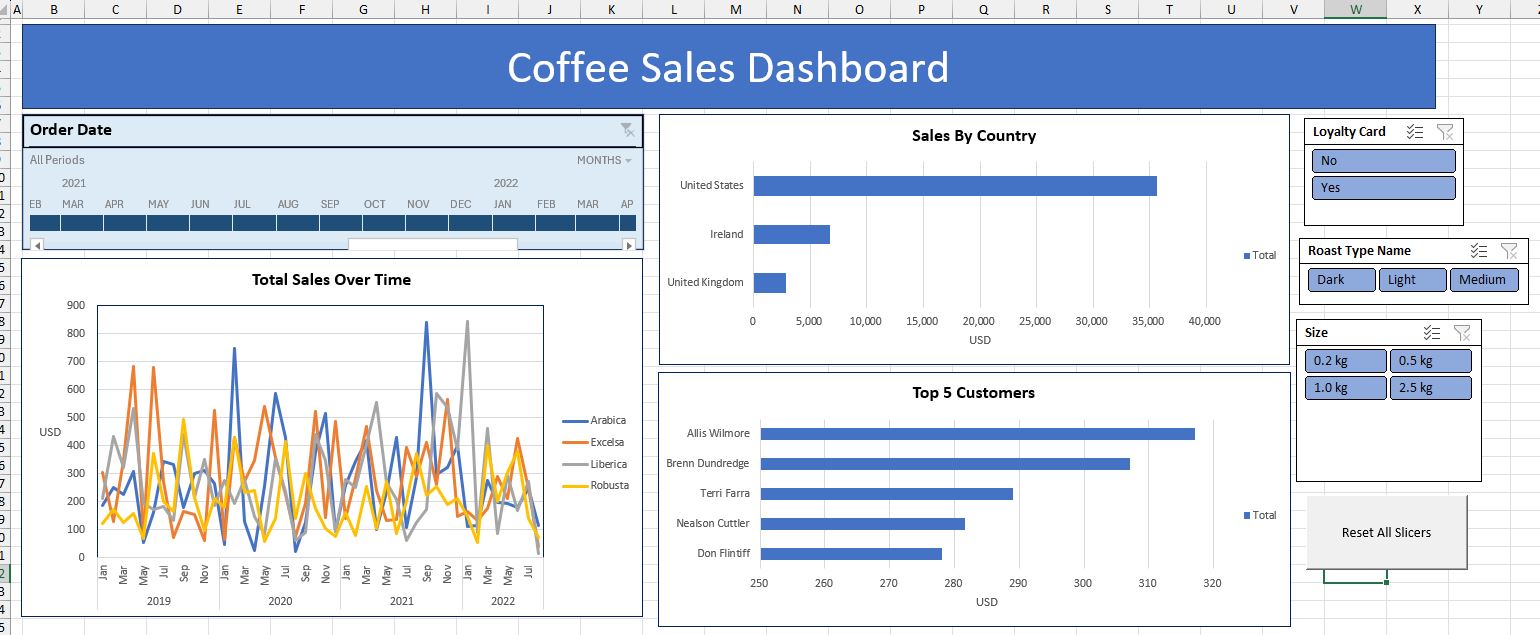 A B C D E F G H I J K L M N O P Q R S T U V W X Y
Coffee Sales Dashboard
Order Date
All Periods MONTHS
2021 2022
EB MAR APR MAY JUN JUL AUG SEP OCT NOV DEC JAN FEB MAR AP
Total Sales Over Time
900
800
700
600
500
400
300
200
100
0
USD
Jan Mar May Jul Sep Nov Jan Mar May Jul Sep Nov Jan Mar May Jul Sep Nov Jan Mar May Jul
2019 2020 2021 2022
Arabica
Excelsa
Liberica
Robusta
Sales By Country
United States
Ireland
United Kingdom
0 5,000 10,000 15,000 20,000 25,000 30,000 35,000 40,000
USD
Total
Top 5 Customers
Allis Wilmore
Brenn Dundredge
Terri Farra
Nealson Cuttler
Don Flintiff
250 260 270 280 290 300 310 320
USD
Total
Loyalty Card
No
Yes
Roast Type Name
Dark Light Medium
Size
0.2 kg 0.5 kg
1.0 kg 2.5 kg
Reset All Slicers